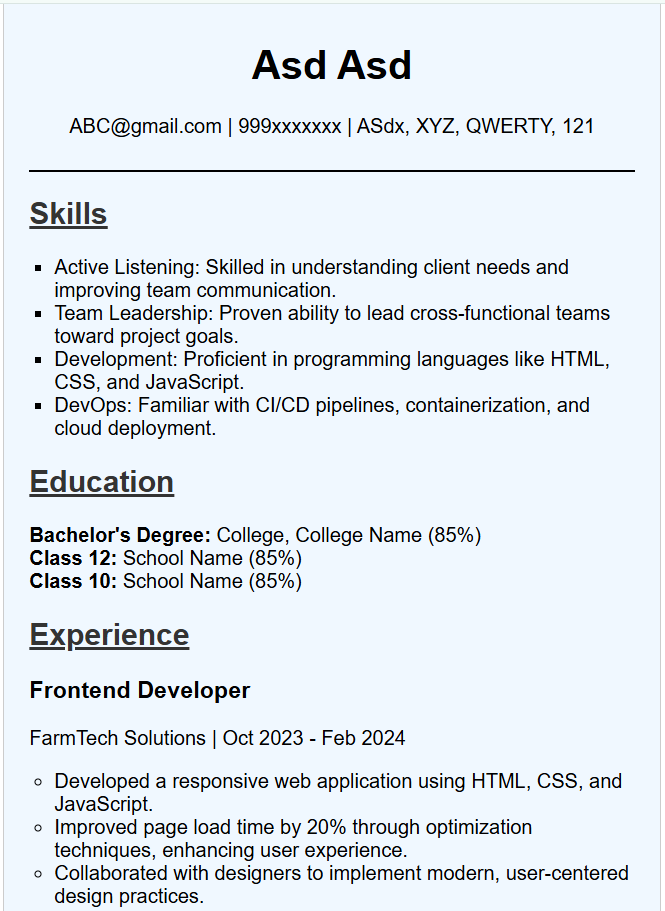 Asd Asd
ABC@gmail.com | 999xxxxxxx | ASdx, XYZ, QWERTY, 121
Skills
Active Listening: Skilled in understanding client needs and
improving team communication.
Team Leadership: Proven ability to lead cross-functional teams
toward project goals.
Development: Proficient in programming languages like HTML,
CSS, and JavaScript.
DevOps: Familiar with CI/CD pipelines, containerization, and
cloud deployment.
Education
Bachelor's Degree: College, College Name (85%)
Class 12: School Name (85%)
Class 10: School Name (85%)
Experience
Frontend Developer
FarmTech Solutions | Oct 2023 - Feb 2024
Developed a responsive web application using HTML, CSS, and
JavaScript.
Improved page load time by 20% through optimization
techniques, enhancing user experience.
Collaborated with designers to implement modern, user-centered
design practices.